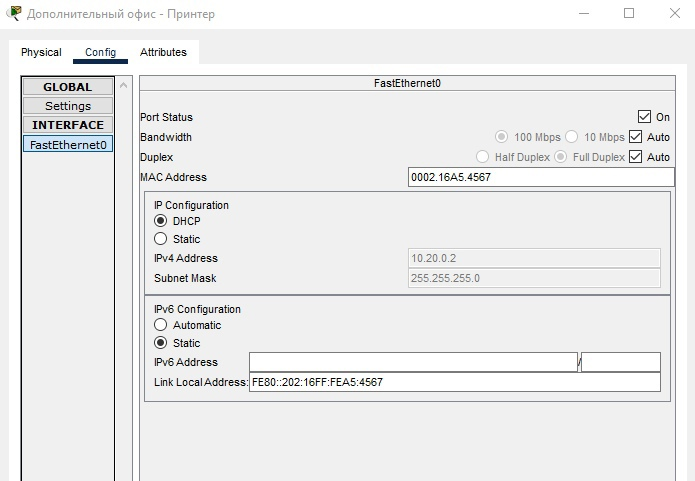 Дополнительный офис - Принтер
Physical Config Attributes
GLOBAL
Settings
INTERFACE
FastEthernet0
FastEthernet0
Port Status On
Bandwidth 100 Mbps 10 Mbps Auto
Duplex Half Duplex Full Duplex Auto
MAC Address 0002.16A5.4567
IP Configuration
DHCP
Static
IPv4 Address 10.20.0.2
Subnet Mask 255.255.255.0
IPv6 Configuration
Automatic
Static
IPv6 Address /
Link Local Address: FE80::202:16FF:FEA5:4567